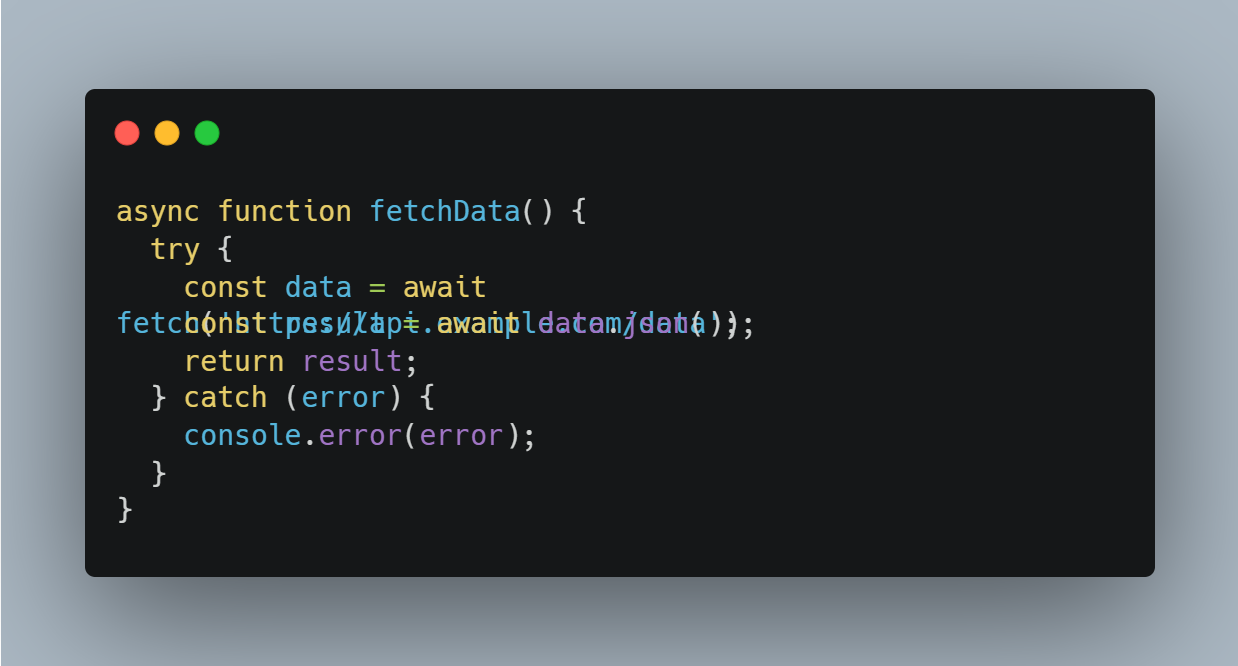 async function fetchData() {
  try {
    const data = await
fetch('https://api.example.com/data');
    const result = await data.json();
    return result;
  } catch (error) {
    console.error(error);
  }
}